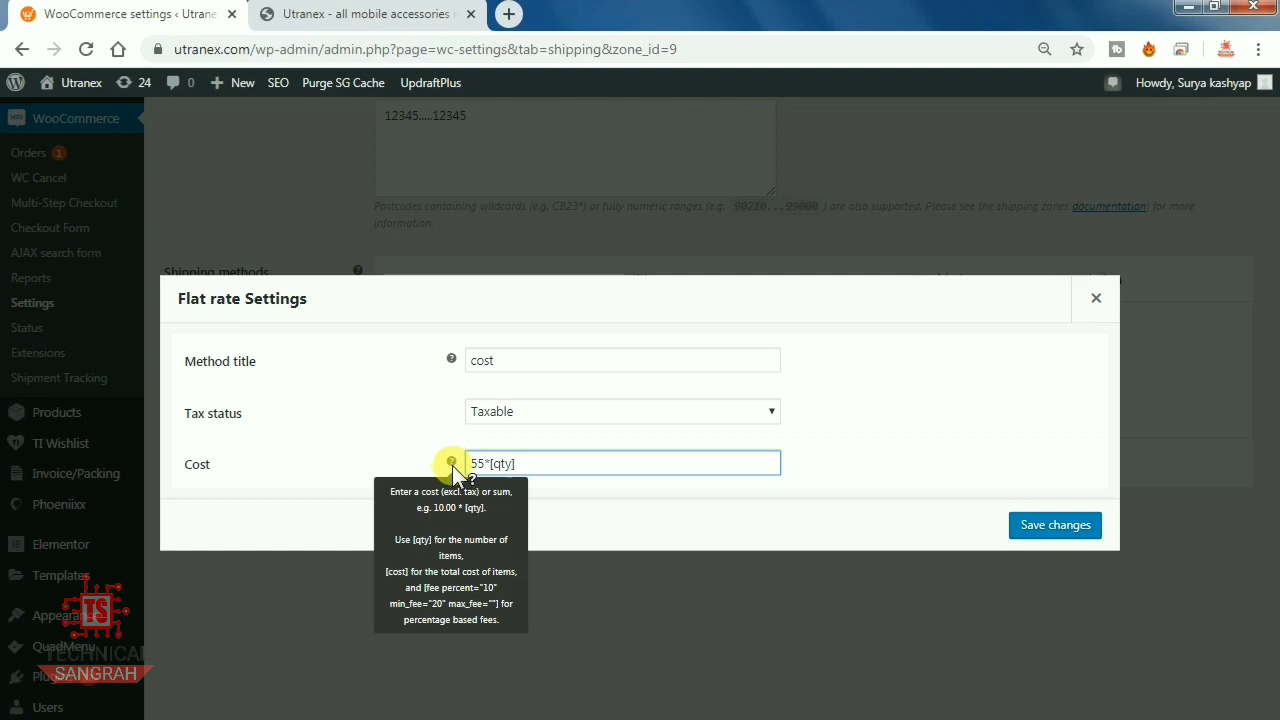 WooCommerce settings ‹ Utrane
Utranex - all mobile accessories i
utranex.com/wp-admin/admin.php?page=wc-settings&tab=shipping&zone_id=9
Utranex
24
0
New
SEO
Purge SG Cache
UpdraftPlus
Howdy, Surya kashyap
WooCommerce
Orders 1
WC Cancel
Multi-Step Checkout
Checkout Form
AJAX search form
Reports
Settings
Status
Extensions
Shipment Tracking
Products
TI Wishlist
Invoice/Packing
Phoeniixx
Elementor
Templates
Appearan
QuadMenu
Plug
Users
12345.....12345
Postcodes containing wildcards (e.g. CB23*) or fully numeric ranges (e.g. 90210...99000 ) are also supported. Please see the shipping zones documentation) for more
information.
Shipping methods
Flat rate Settings
Method title
cost
Tax status
Taxable
Cost
55*[qty]
Enter a cost (excl. tax) or sum,
e.g. 10.00 * [qty].
Use [qty] for the number of
items,
[cost] for the total cost of items,
and [fee percent="10"
min_fee="20" max_fee=""] for
percentage based fees.
Save changes
TS
TECHNICAL
SANGRAH